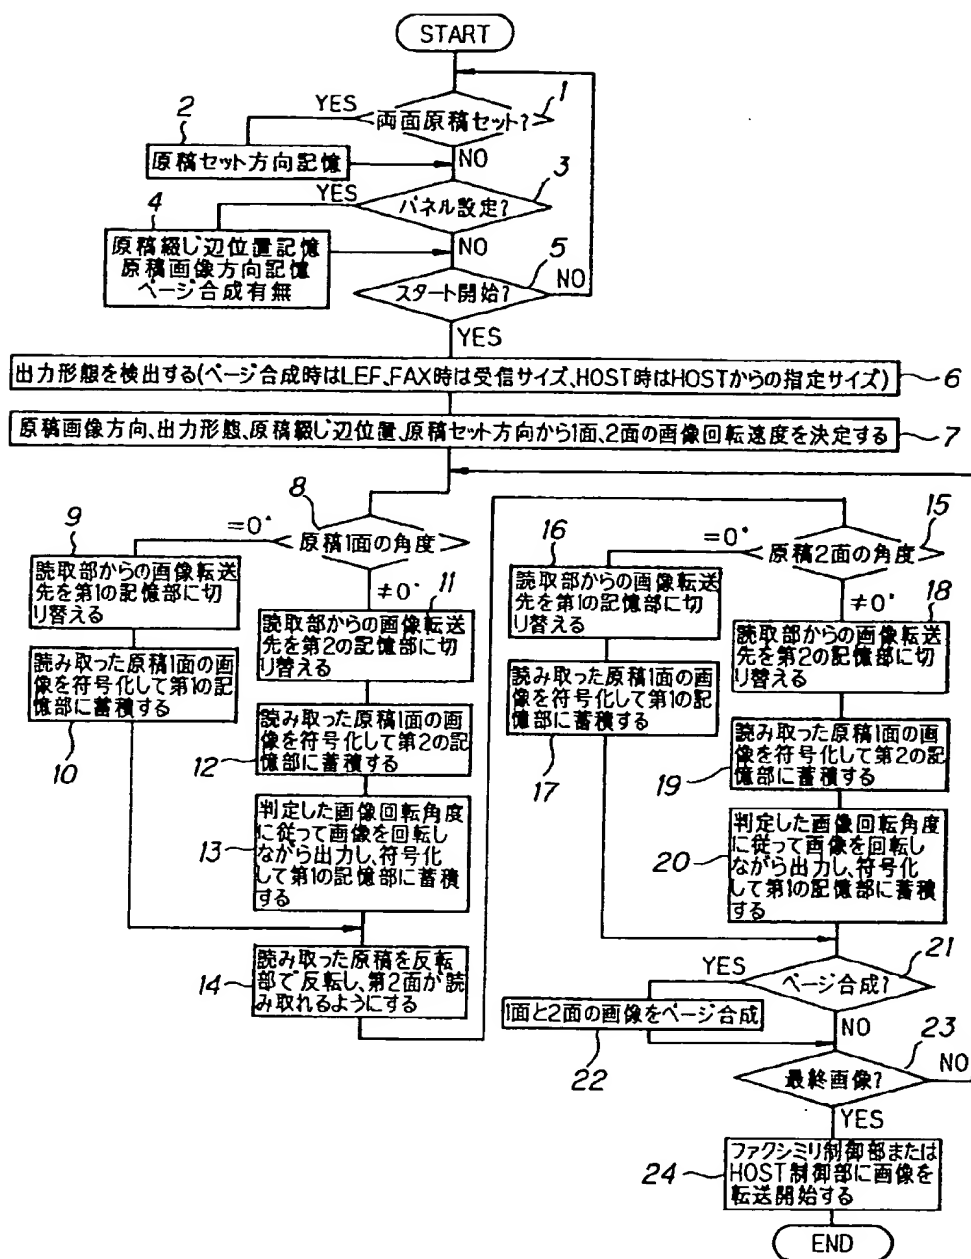 START
YES
1
両面原稿セット?
2
NO
原稿セット方向記憶
YES
3
パネル設定?
4
NO
原稿綴じ辺位置記憶
原稿画像方向記憶
ページ合成有無
5
NO
スタート開始?
YES
出力形態を検出する(ページ合成時はLEF、FAX時は受信サイズ、HOST時はHOSTからの指定サイズ)
6
原稿画像方向、出力形態、原稿綴じ辺位置、原稿セット方向から1面、2面の画像回転速度を決定する
7
8
=0°
原稿1面の角度
≠0°
9
読取部からの画像転送
先を第1の記憶部に切
り替える
読み取った原稿1面の画
像を符号化して第1の記
憶部に蓄積する
10
11
読取部からの画像転送
先を第2の記憶部に切
り替える
読み取った原稿1面の画
像を符号化して第2の記
憶部に蓄積する
12
判定した画像回転角度
に従って画像を回転し
ながら出力し、符号化
して第1の記憶部に蓄積
する
13
読み取った原稿を反転
部で反転し、第2面が読
み取れるようにする
14
15
=0°
原稿2面の角度
≠0°
16
読取部からの画像転送
先を第1の記憶部に切
り替える
読み取った原稿1面の画
像を符号化して第1の記
憶部に蓄積する
17
18
読取部からの画像転送
先を第2の記憶部に切
り替える
読み取った原稿1面の画
像を符号化して第2の記
憶部に蓄積する
19
判定した画像回転角度
に従って画像を回転し
ながら出力し、符号化
して第1の記憶部に蓄積
する
20
21
YES
ページ合成?
1面と2面の画像をページ合成
22
NO
23
NO
最終画像?
YES
ファクシミリ制御部または
HOST制御部に画像を
転送開始する
24
END